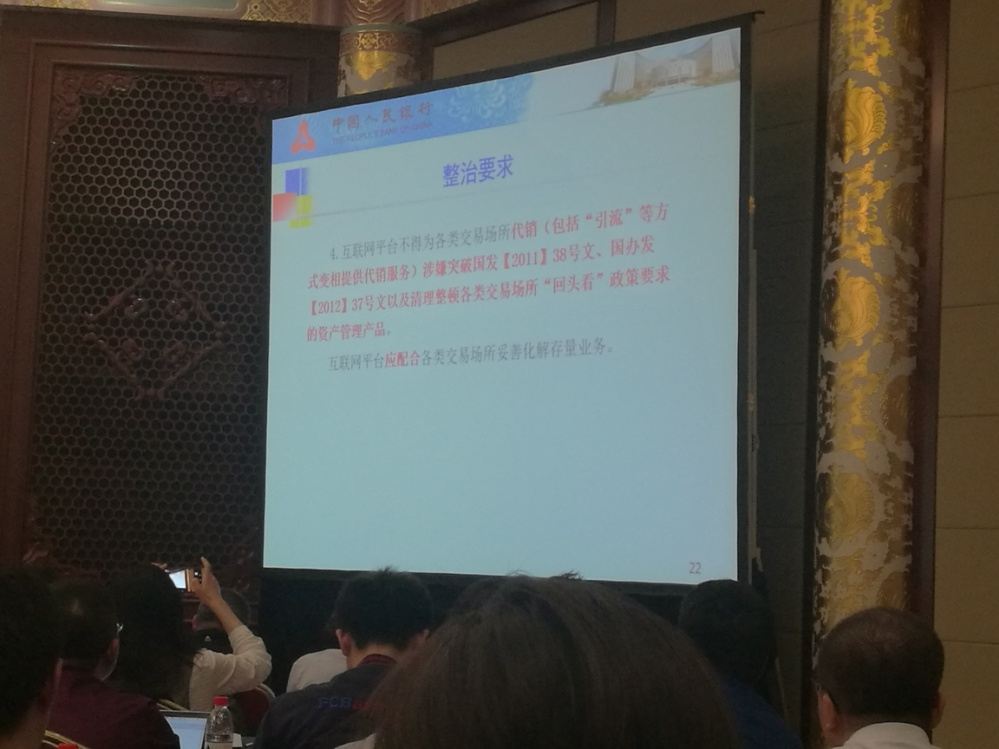 中国人民银行
THE PEOPLE'S BANK OF CHINA
整治要求
4.互联网平台不得为各类交易场所代销（包括“引流”等方
式变相提供代销服务）涉嫌突破国发【2011】38号文、国办发
【2012】37号文以及清理整顿各类交易场所“回头看”政策要求
的资产管理产品。
互联网平台应配合各类交易场所妥善化解存量业务。
22